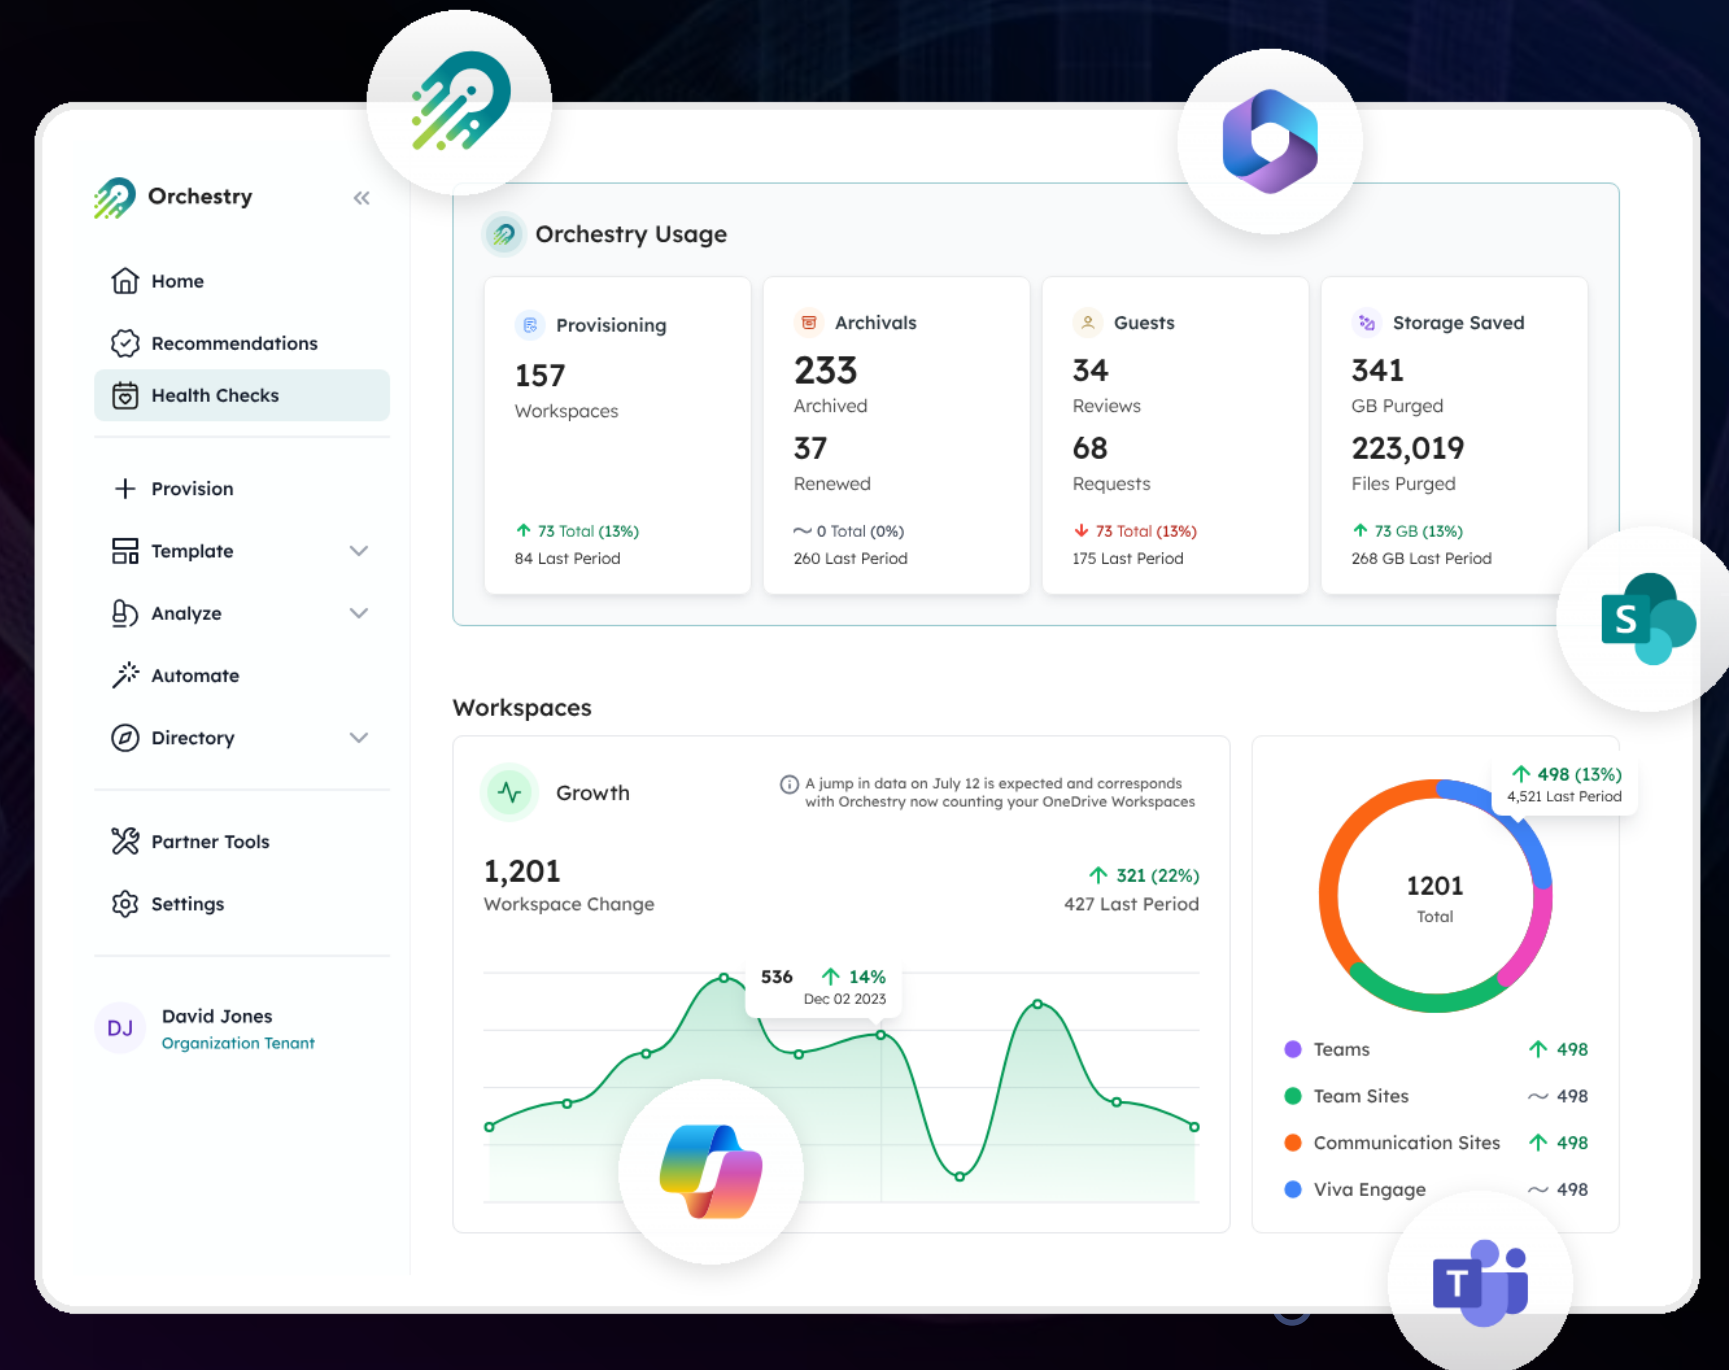 Orchestry
Home
Recommendations
Health Checks
Provision
Template
Analyze
Automate
Directory
Partner Tools
Settings
DJ
David Jones
Organization Tenant
Orchestry Usage
Provisioning
157
Workspaces
73 Total (13%)
84 Last Period
Archivals
233
Archived
37
Renewed
0 Total (0%)
260 Last Period
Guests
34
Reviews
68
Requests
73 Total (13%)
175 Last Period
Storage Saved
341
GB Purged
223,019
Files Purged
73 GB (13%)
268 GB Last Period
S
Workspaces
Growth
A jump in data on July 12 is expected and corresponds
with Orchestry now counting your OneDrive Workspaces
1,201
Workspace Change
321 (22%)
427 Last Period
536 14%
Dec 02 2023
498 (13%)
4,521 Last Period
1201
Total
Teams 498
Team Sites 498
Communication Sites 498
Viva Engage 498
T